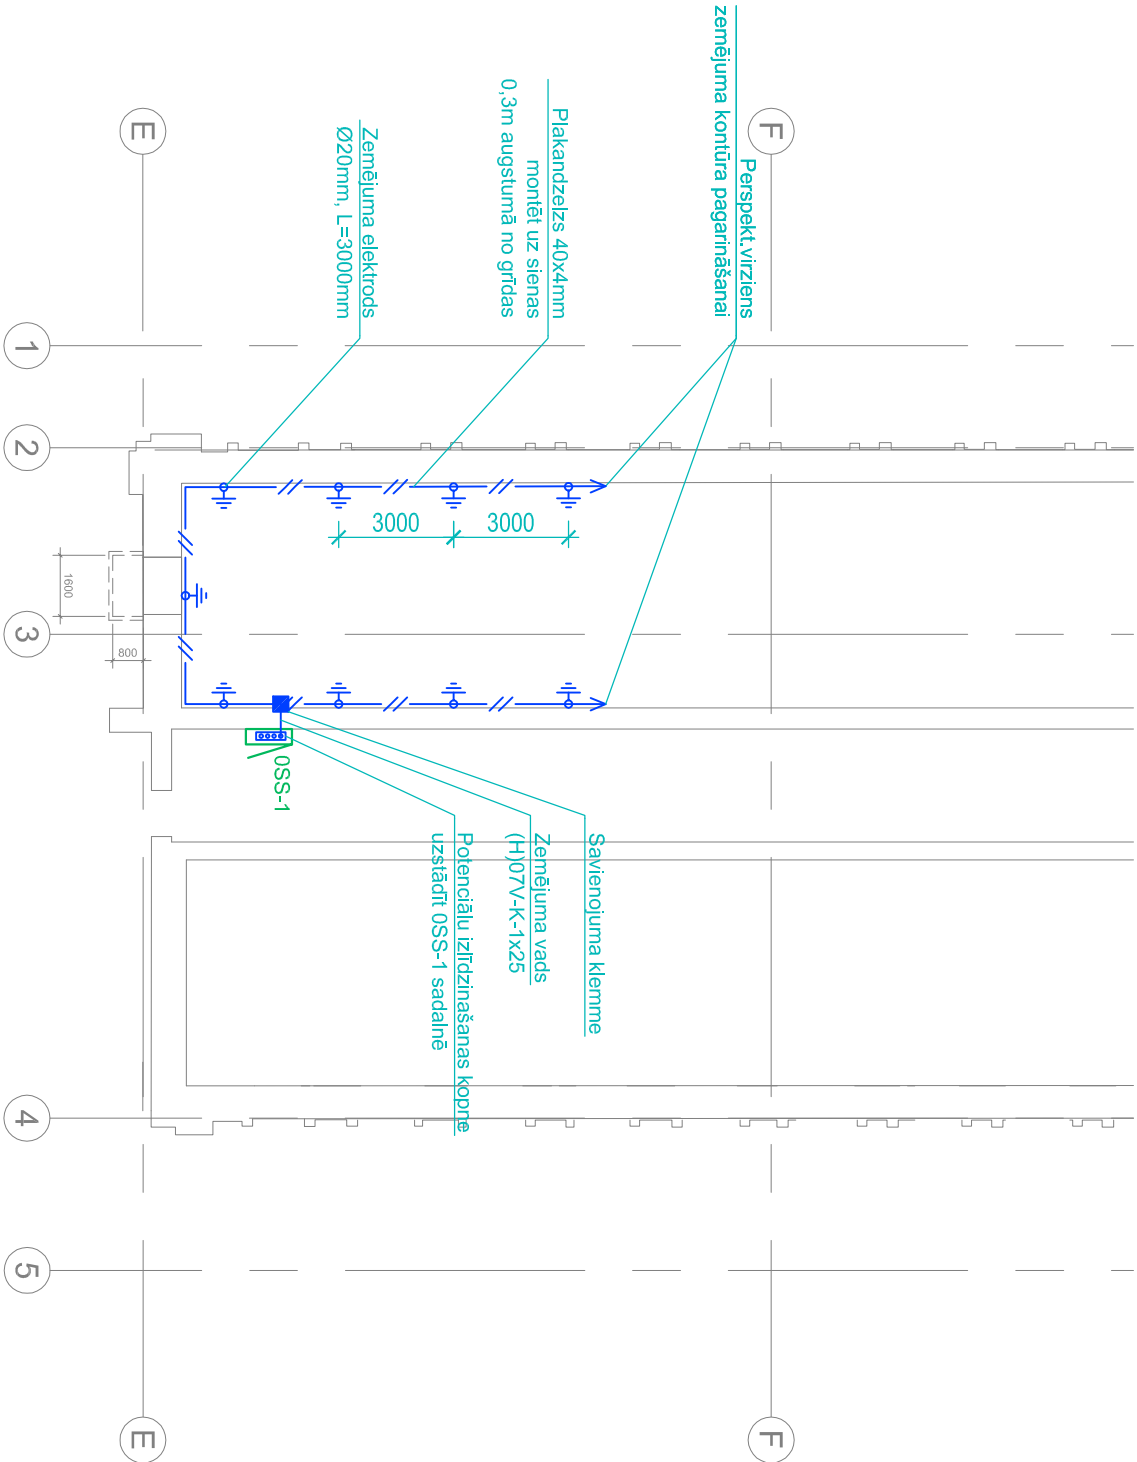 Perspekt.virziens
zemējuma kontūra pagarināšanai
Plakandzelzs 40x4mm
montēt uz sienas
0,3m augstumā no grīdas
Zemējuma elektrods
Ø20mm, L=3000mm
E
F
1
2
3
4
5
3000
3000
1600
800
0SS-1
Savienojuma klemme
Zemējuma vads
(H)07V-K-1x25
Potenciālu izlīdzināšanas kopne
uzstādīt 0SS-1 sadalnē
E
F